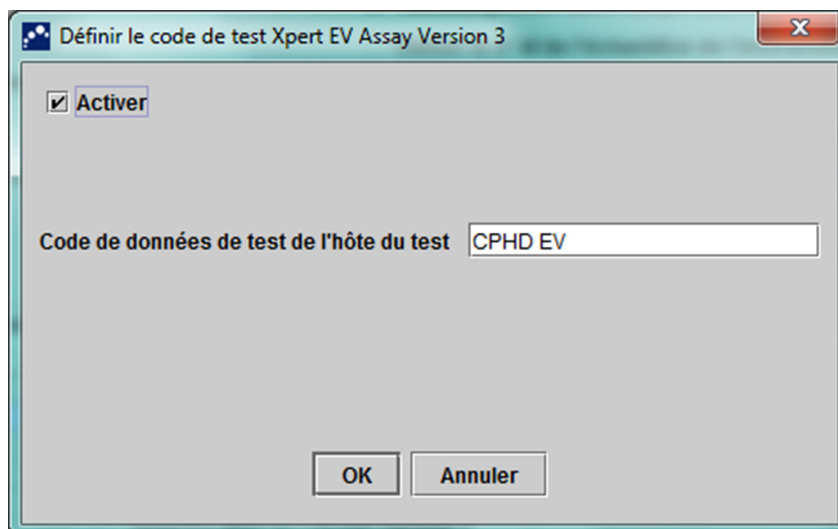 Définir le code de test Xpert EV Assay Version 3
Activer
Code de données de test de l'hôte du test CPHD EV
OK Annuler